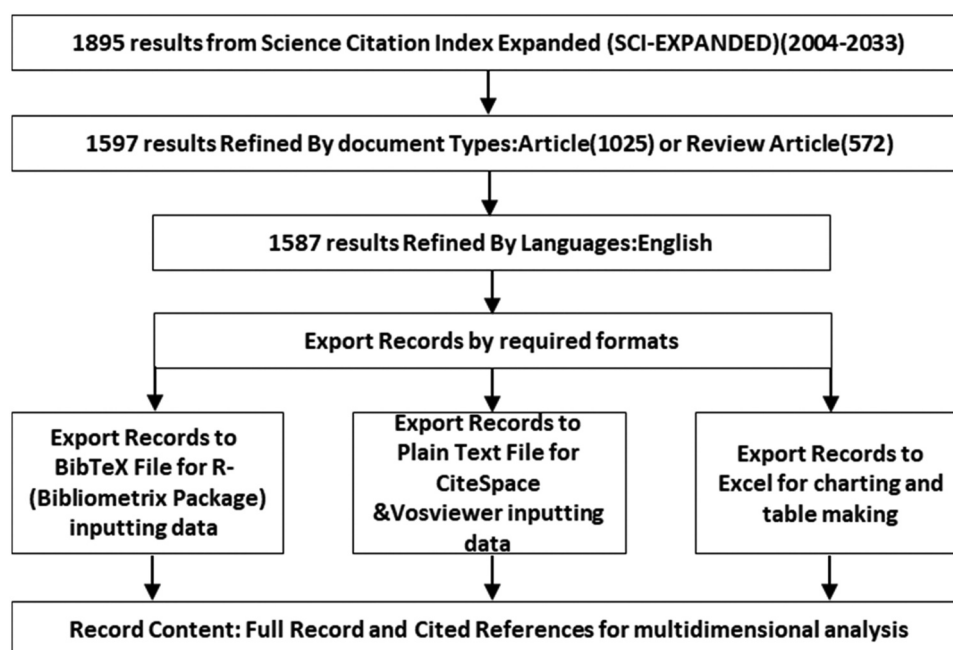 1895 results from Science Citation Index Expanded (SCI-EXPANDED)(2004-2033)
1597 results Refined By document Types:Article(1025) or Review Article(572)
1587 results Refined By Languages:English
Export Records by required formats
Export Records to
BibTeX File for R-
(Bibliometrix Package)
inputting data
Export Records to
Plain Text File for
CiteSpace
&Vosviewer inputting
data
Export Records to
Excel for charting and
table making
Record Content: Full Record and Cited References for multidimensional analysis